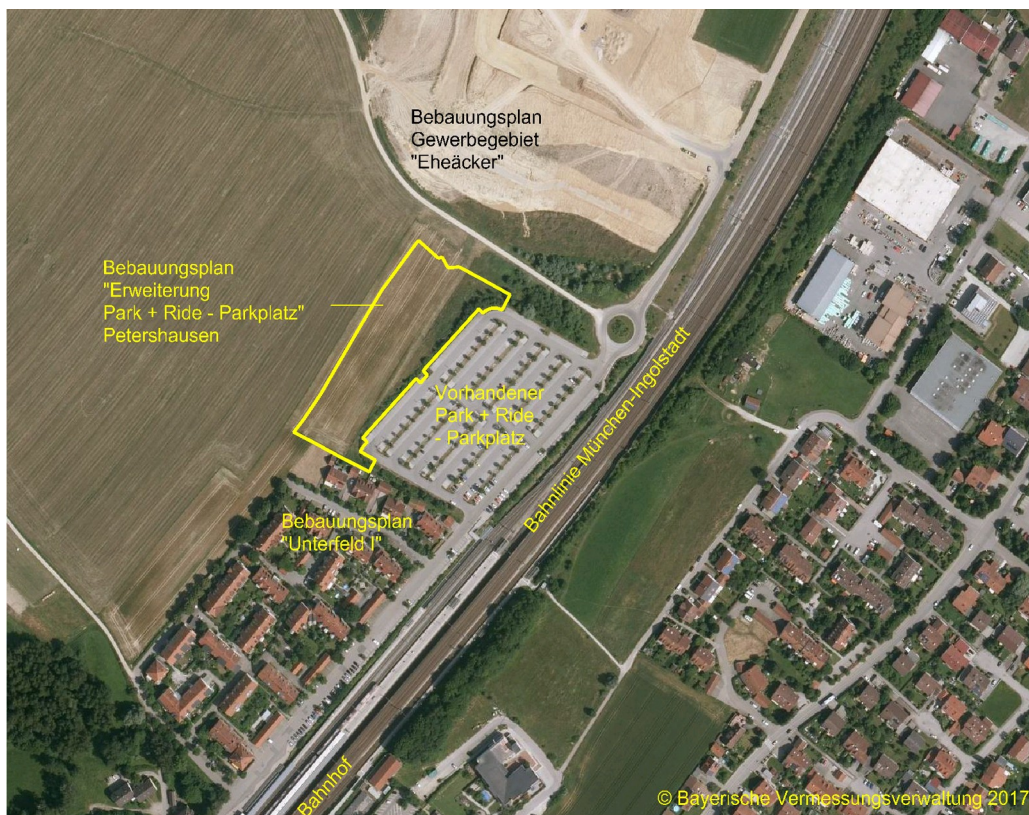 Bebauungsplan
Gewerbegebiet
"Eheäcker"
Bebauungsplan
"Erweiterung
Park + Ride - Parkplatz"
Petershausen
Vorhandener
Park + Ride
- Parkplatz
Bahnlinie München-Ingolstadt
Bebauungsplan
"Unterfeld I"
Bahnhof
© Bayerische Vermessungsverwaltung 2017